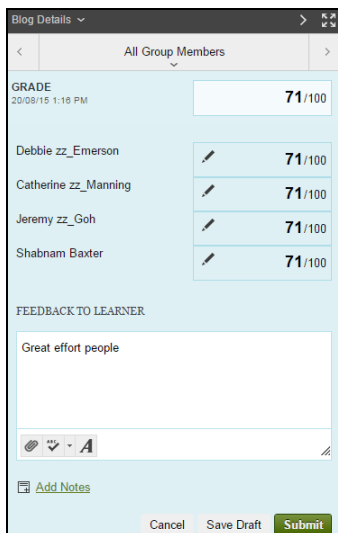 Blog Details
All Group Members
GRADE
20/08/15 1:16 PM
71/100
Debbie zz_Emerson
71/100
Catherine zz_Manning
71/100
Jeremy zz_Goh
71/100
Shabnam Baxter
71/100
FEEDBACK TO LEARNER
Great effort people
ABC
A
Add Notes
Cancel Save Draft Submit